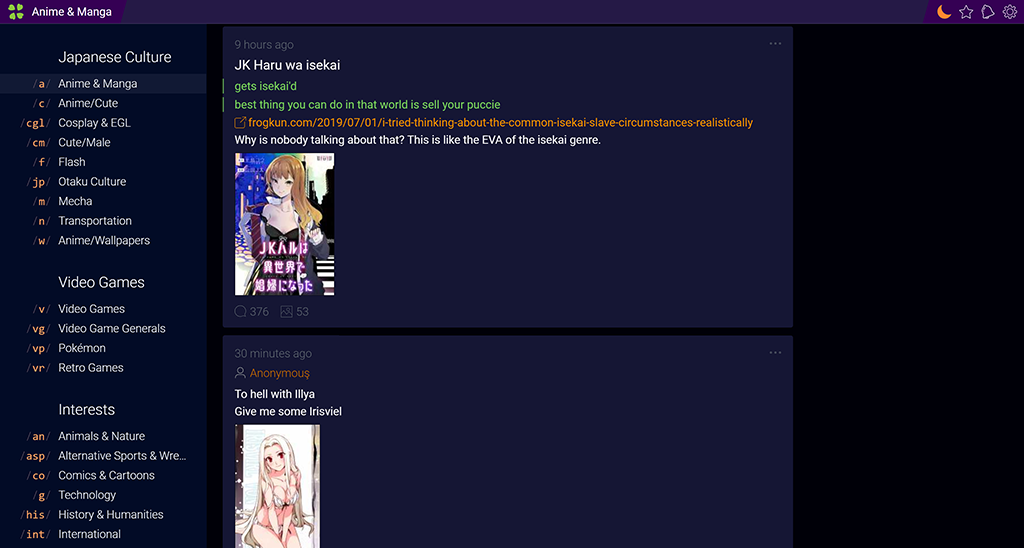 Anime & Manga
Japanese Culture
/a/ Anime & Manga
/c/ Anime/Cute
/cgl/ Cosplay & EGL
/cm/ Cute/Male
/f/ Flash
/jp/ Otaku Culture
/m/ Mecha
/n/ Transportation
/w/ Anime/Wallpapers
Video Games
/v/ Video Games
/vg/ Video Game Generals
/vp/ Pokémon
/vr/ Retro Games
Interests
/an/ Animals & Nature
/asp/ Alternative Sports & Wre...
/co/ Comics & Cartoons
/g/ Technology
/his/ History & Humanities
/int/ International
9 hours ago
JK Haru wa isekai
gets isekai'd
best thing you can do in that world is sell your puccie
frogkun.com/2019/07/01/i-tried-thinking-about-the-common-isekai-slave-circumstances-realistically
Why is nobody talking about that? This is like the EVA of the isekai genre.
JKハルは
異世界で
娼婦になった
376 53
30 minutes ago
Anonymouş
To hell with Illya
Give me some Irisviel